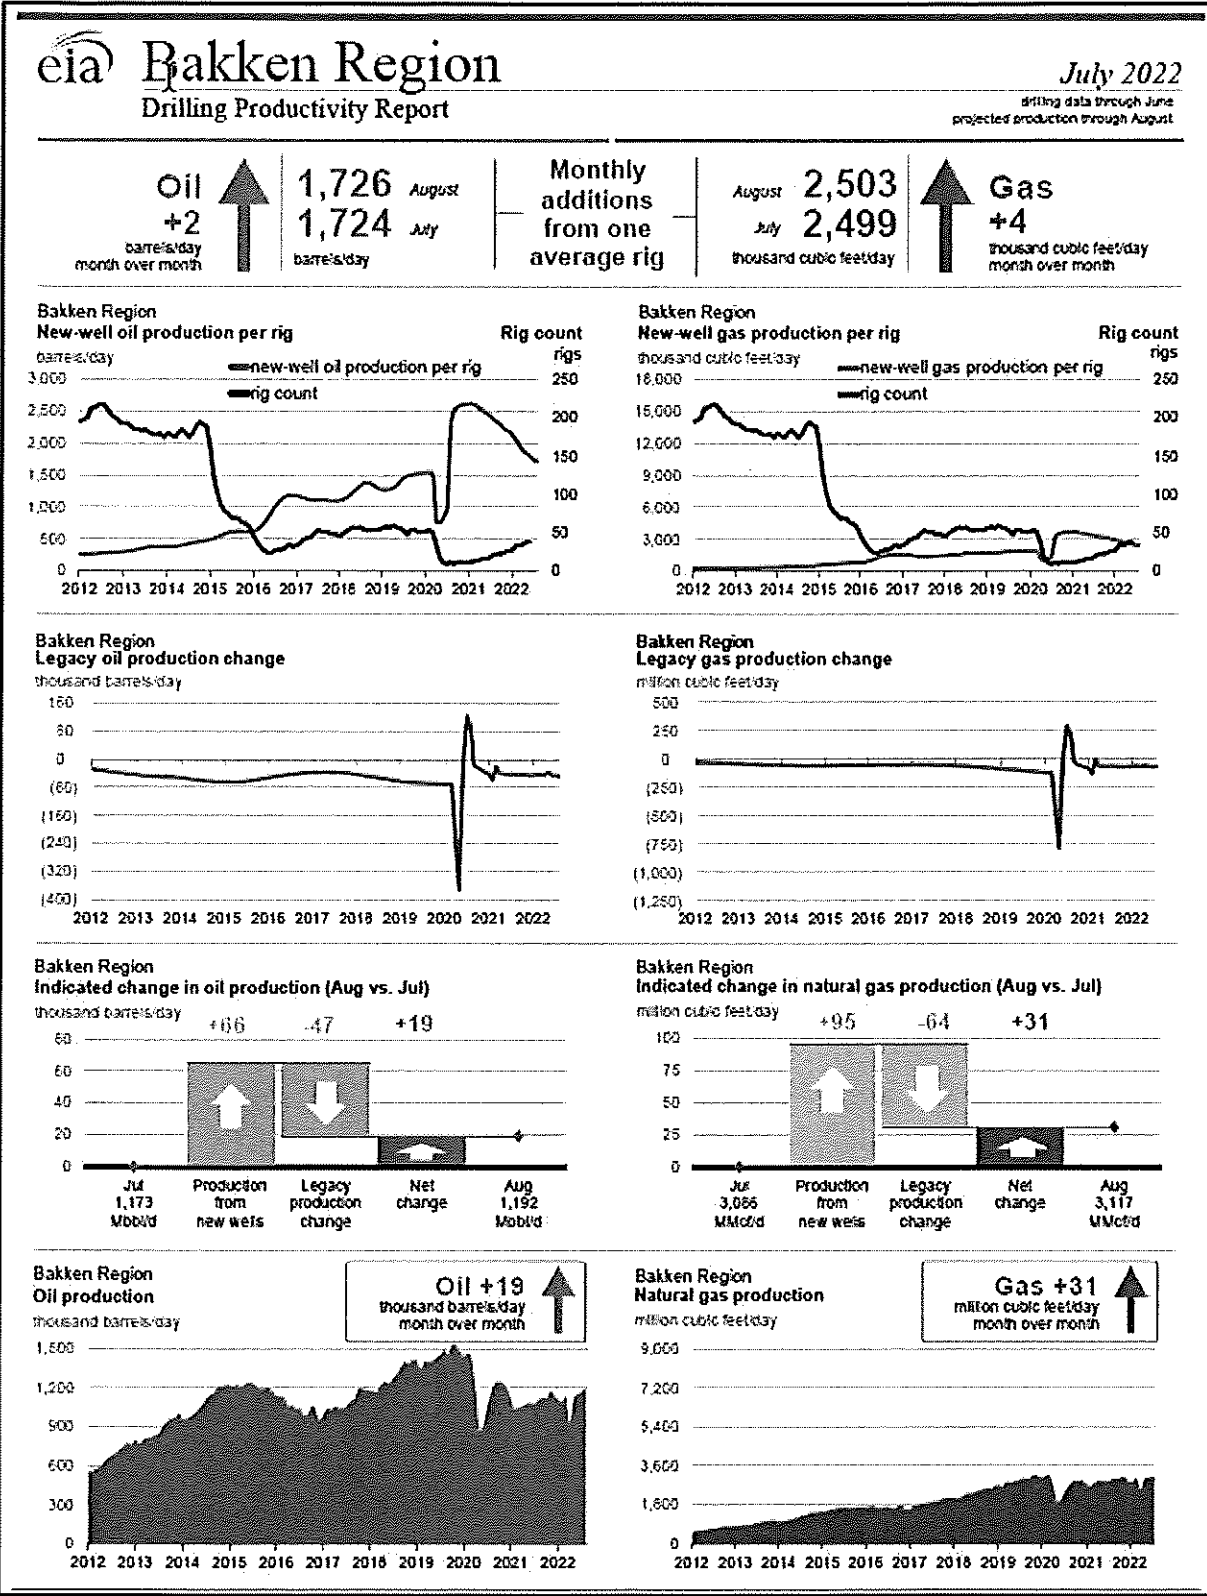 eia Bakken Region
Drilling Productivity Report
July 2022
drilling data through June
projected production through August
Oil
+2
barrels/day
month over month
1,726 August
1,724 July
barrels/day
Monthly
additions
from one
average rig
August 2,503
July 2,499
thousand cubic feet/day
Gas
+4
thousand cubic feet/day
month over month
Bakken Region
New-well oil production per rig
barrels/day
Rig count
rigs
new-well oil production per rig
rig count
3,000
2,500
2,000
1,500
1,000
500
0
250
200
150
100
50
0
2012 2013 2014 2015 2016 2017 2018 2019 2020 2021 2022
Bakken Region
New-well gas production per rig
thousand cubic feet/day
Rig count
rigs
new-well gas production per rig
rig count
18,000
15,000
12,000
9,000
6,000
3,000
0
250
200
150
100
50
0
2012 2013 2014 2015 2016 2017 2018 2019 2020 2021 2022
Bakken Region
Legacy oil production change
thousand barrels/day
160
80
0
(80)
(160)
(240)
(320)
(400)
2012 2013 2014 2015 2016 2017 2018 2019 2020 2021 2022
Bakken Region
Legacy gas production change
million cubic feet/day
500
250
0
(250)
(500)
(750)
(1,000)
(1,250)
2012 2013 2014 2015 2016 2017 2018 2019 2020 2021 2022
Bakken Region
Indicated change in oil production (Aug vs. Jul)
thousand barrels/day
+66 -47 +19
80
60
40
20
0
Jul
1,173
Mbbl/d
Production
from
new wells
Legacy
production
change
Net
change
Aug
1,192
Mbbl/d
Bakken Region
Indicated change in natural gas production (Aug vs. Jul)
million cubic feet/day
+95 -64 +31
100
75
50
25
0
Jul
3,086
MMcf/d
Production
from
new wells
Legacy
production
change
Net
change
Aug
3,117
MMcf/d
Bakken Region
Oil production
thousand barrels/day
Oil +19
thousand barrels/day
month over month
1,500
1,200
900
600
300
0
2012 2013 2014 2015 2016 2017 2018 2019 2020 2021 2022
Bakken Region
Natural gas production
million cubic feet/day
Gas +31
million cubic feet/day
month over month
9,000
7,200
5,400
3,600
1,800
0
2012 2013 2014 2015 2016 2017 2018 2019 2020 2021 2022